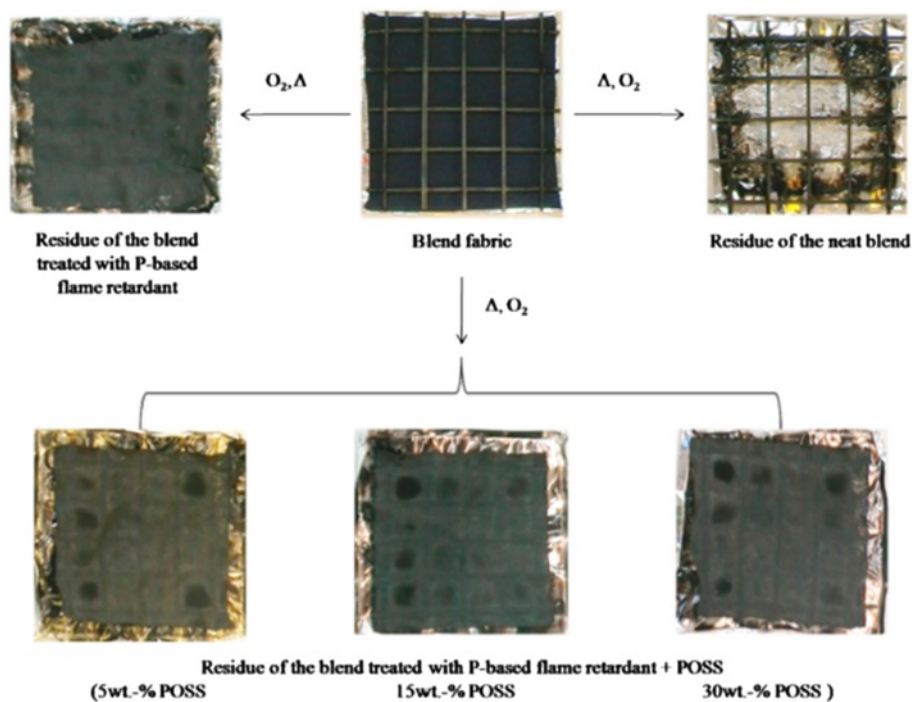 O₂, Λ
Λ, O₂
Residue of the blend
treated with P-based
flame retardant
Blend fabric
Residue of the neat blend
Λ, O₂
Residue of the blend treated with P-based flame retardant + POSS
(5wt.-% POSS 15wt.-% POSS 30wt.-% POSS )